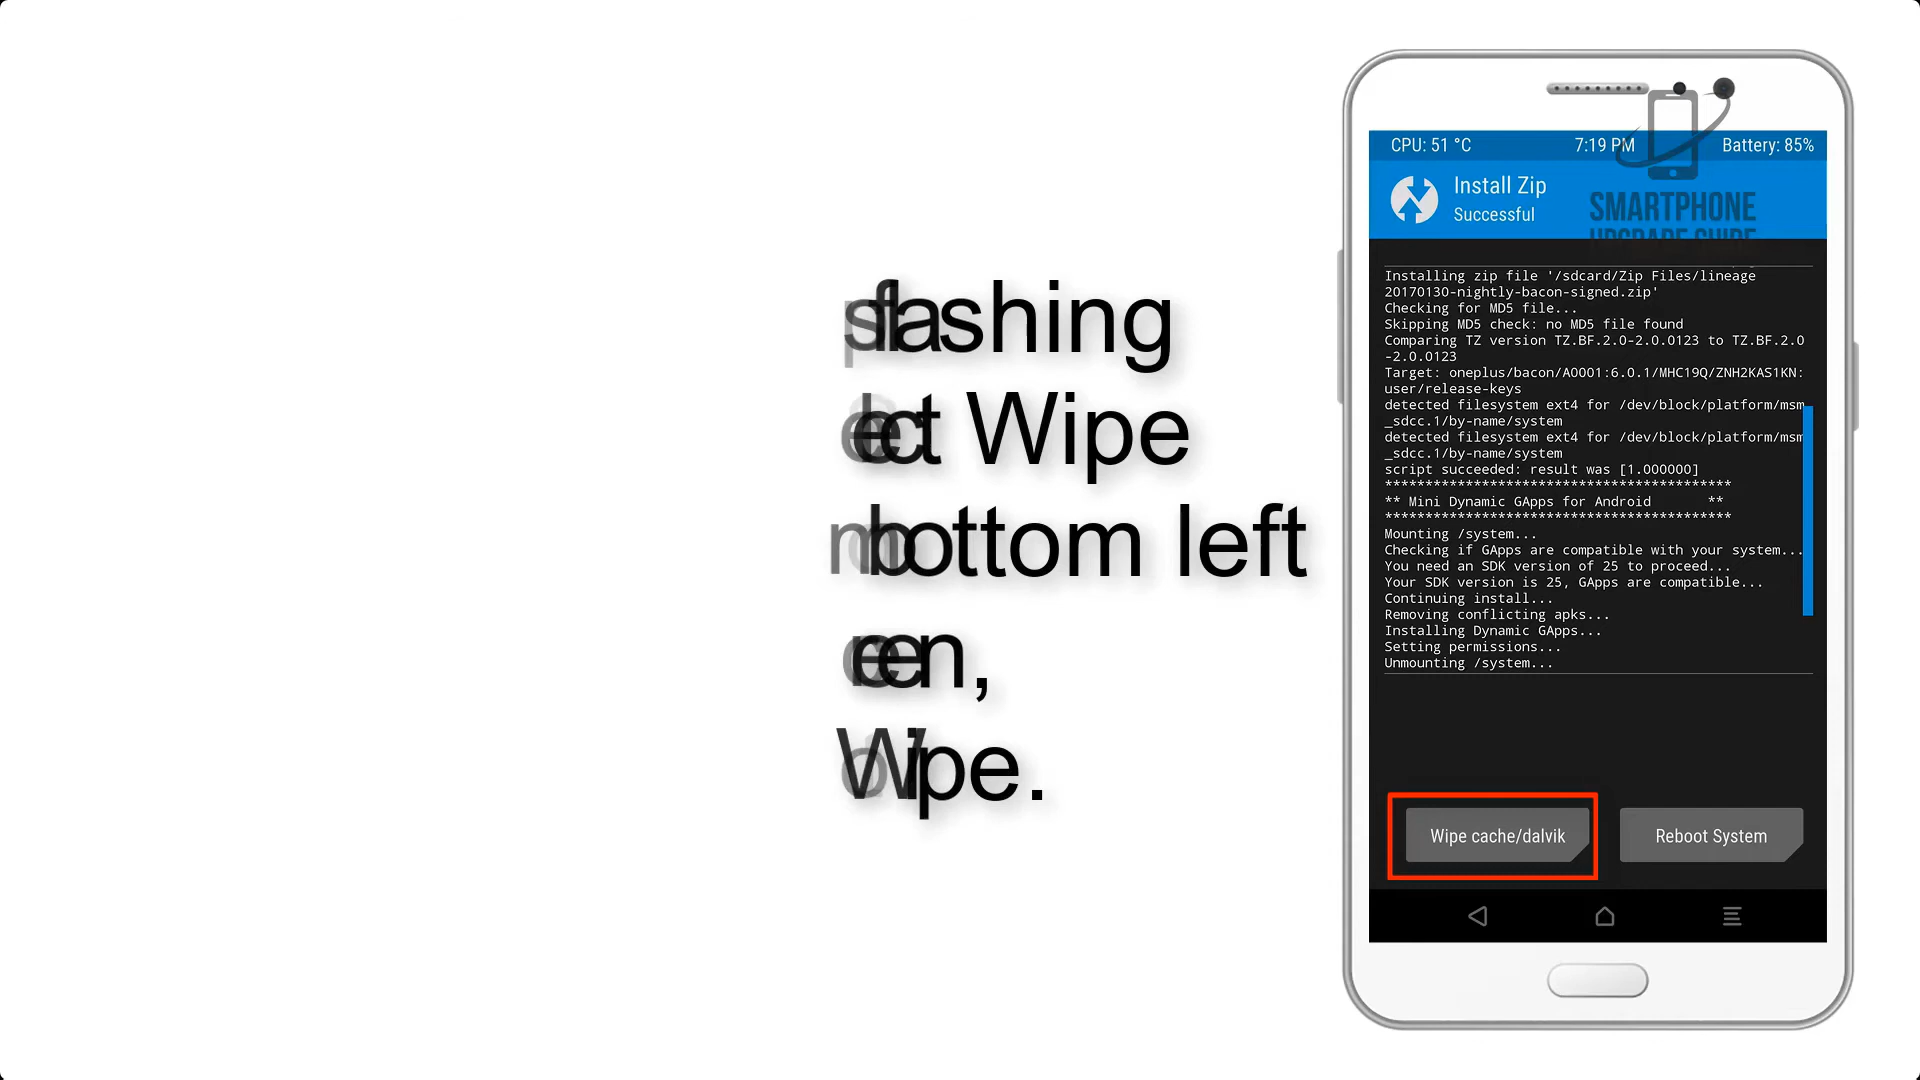 flashing
Wipe
bottom left
Wipe.
CPU: 51 °C 7:19 PM Battery: 85%
Install Zip
Successful
SMARTPHONE
UPGRADE GUIDE
Installing zip file '/sdcard/Zip Files/lineage
20170130-nightly-bacon-signed.zip'
Checking for MD5 file...
Skipping MD5 check: no MD5 file found
Comparing TZ version TZ.BF.2.0-2.0.0123 to TZ.BF.2.0
-2.0.0123
Target: oneplus/bacon/A0001:6.0.1/MHC19Q/ZNH2KAS1KN:
user/release-keys
detected filesystem ext4 for /dev/block/platform/msm
_sdcc.1/by-name/system
detected filesystem ext4 for /dev/block/platform/msm
_sdcc.1/by-name/system
script succeeded: result was [1.000000]
*******************************************
** Mini Dynamic GApps for Android **
*******************************************
Mounting /system...
Checking if GApps are compatible with your system...
You need an SDK version of 25 to proceed...
Your SDK version is 25, GApps are compatible...
Continuing install...
Removing conflicting apks...
Installing Dynamic GApps...
Setting permissions...
Unmounting /system...
Wipe cache/dalvik
Reboot System